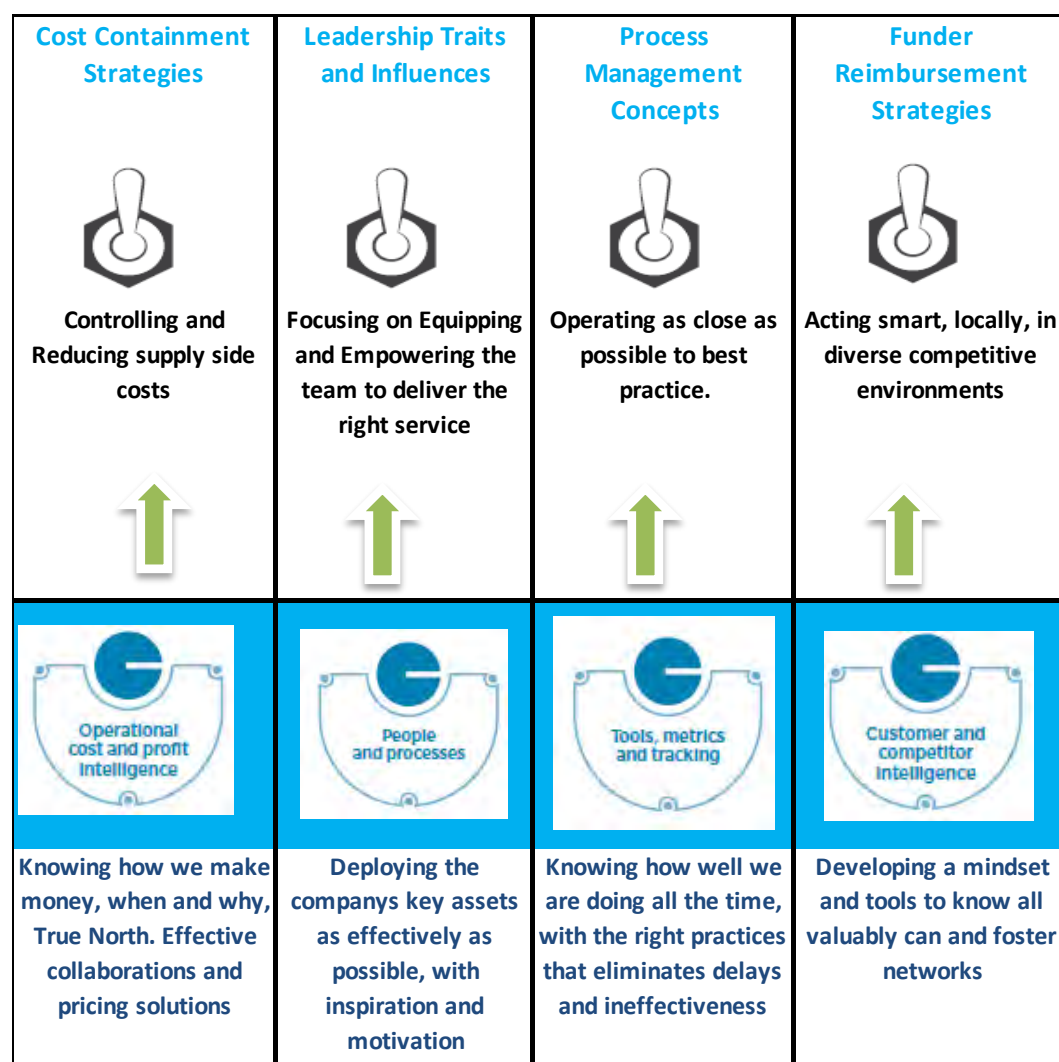 Cost Containment
Strategies
Leadership Traits
and Influences
Process
Management
Concepts
Funder
Reimbursement
Strategies
Controlling and
Reducing supply side
costs
Focusing on Equipping
and Empowering the
team to deliver the
right service
Operating as close as
possible to best
practice.
Acting smart, locally, in
diverse competitive
environments
Operational
cost and profit
intelligence
People
and processes
Tools, metrics
and tracking
Customer and
competitor
intelligence
Knowing how we make
money, when and why,
True North. Effective
collaborations and
pricing solutions
Deploying the
companys key assets
as effectively as
possible, with
inspiration and
motivation
Knowing how well we
are doing all the time,
with the right practices
that eliminates delays
and ineffectiveness
Developing a mindset
and tools to know all
valuably can and foster
networks